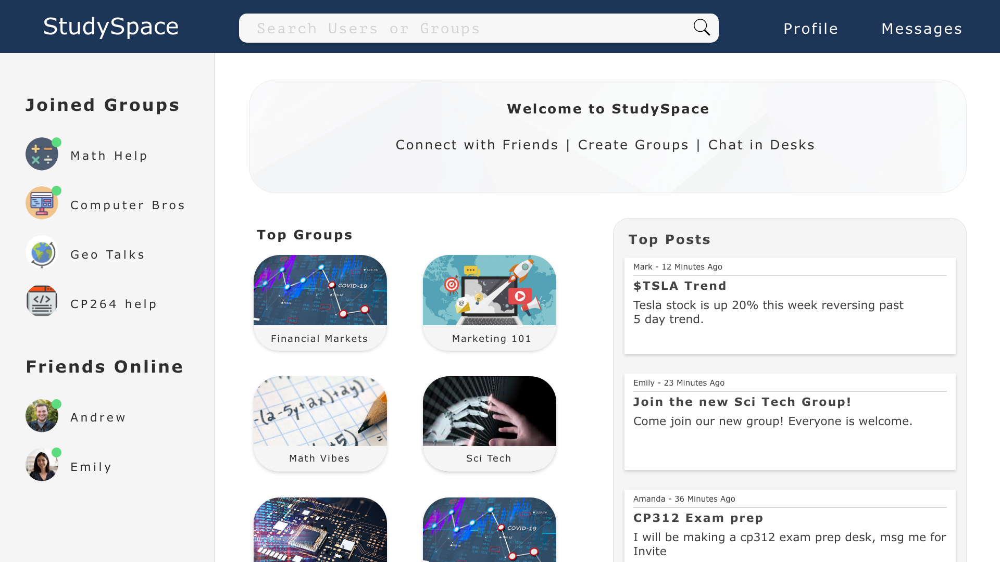 StudySpace
Search Users or Groups
Profile
Messages
Joined Groups
Math Help
Computer Bros
Geo Talks
CP264 help
Friends Online
Andrew
Emily
Welcome to StudySpace
Connect with Friends | Create Groups | Chat in Desks
Top Groups
COVID-19
Financial Markets
@
Marketing 101
-(2-5y+2x)+2y)
+5)
=
Math Vibes
Sci Tech
COVID-19
Top Posts
Mark - 12 Minutes Ago
$TSLA Trend
Tesla stock is up 20% this week reversing past
5 day trend.
Emily - 23 Minutes Ago
Join the new Sci Tech Group!
Come join our new group! Everyone is welcome.
Amanda - 36 Minutes Ago
CP312 Exam prep
I will be making a cp312 exam prep desk, msg me for
Invite